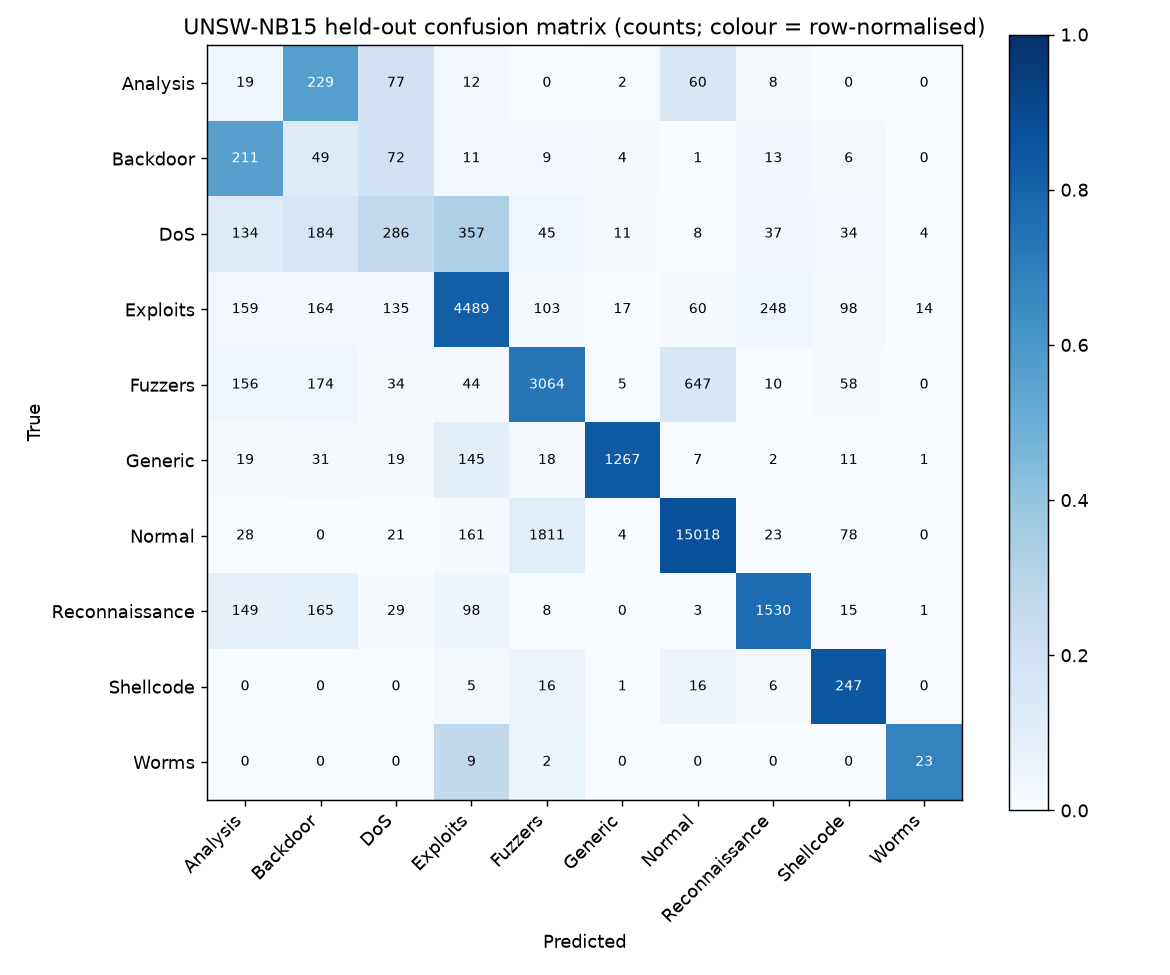 UNSW-NB15 held-out confusion matrix (counts; colour = row-normalised)
1.0
Analysis 19 229 77 12 0 2 60 8 0 0
Backdoor 211 49 72 11 9 4 1 13 6 0
0.8
DoS 134 184 286 357 45 11 8 37 34 4
Exploits 159 164 135 4489 103 17 60 248 98 14
0.6
Fuzzers 156 174 34 44 3064 5 647 10 58 0
True
Generic 19 31 19 145 18 1267 7 2 11 1
0.4
Normal 28 0 21 161 1811 4 15018 23 78 0
Reconnaissance 149 165 29 98 8 0 3 1530 15 1
0.2
Shellcode 0 0 0 5 16 1 16 6 247 0
Worms 0 0 0 9 2 0 0 0 0 23
0.0
Analysis Backdoor DoS Exploits Fuzzers Generic Normal Reconnaissance Shellcode Worms
Predicted